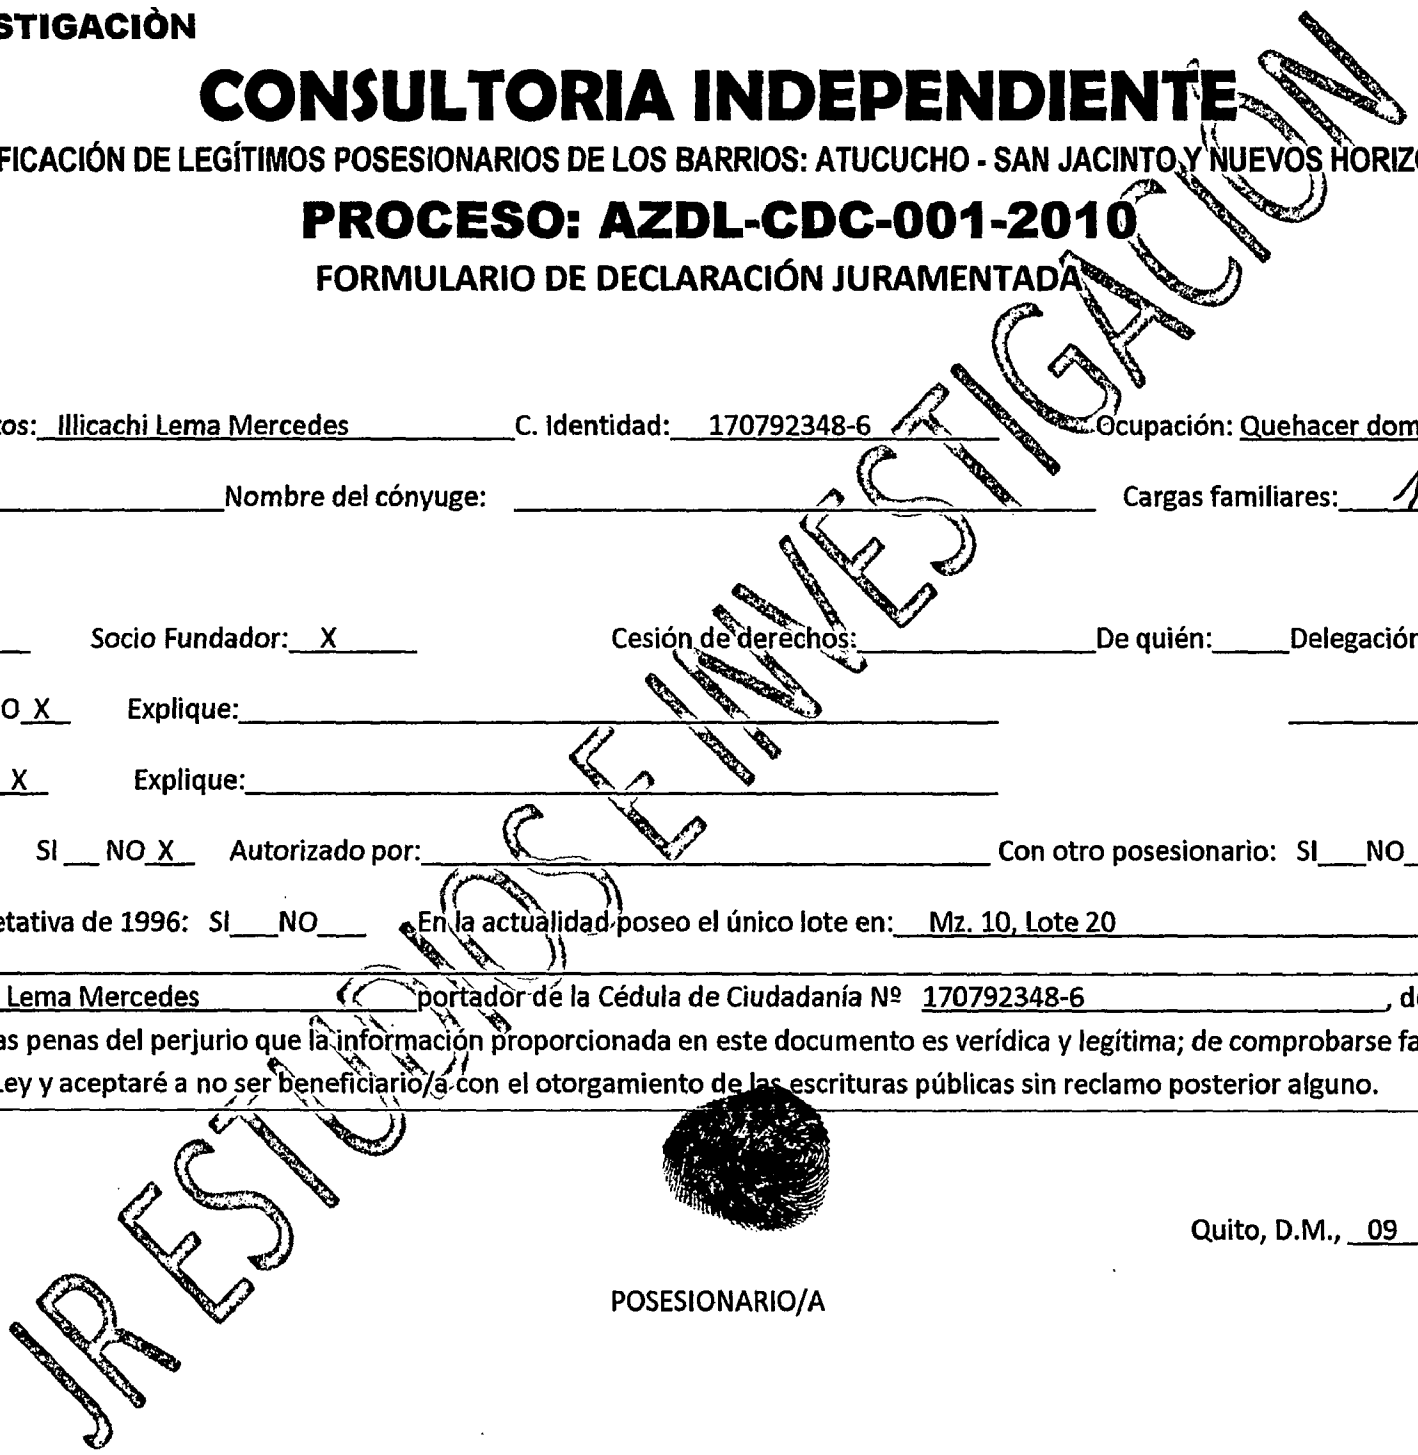 STIGACIÒN
CONSULTORIA INDEPENDIENTE
FICACIÓN DE LEGÍTIMOS POSESIONARIOS DE LOS BARRIOS: ATUCUCHO - SAN JACINTO Y NUEVOS HORIZO
PROCESO: AZDL-CDC-001-2010
FORMULARIO DE DECLARACIÓN JURAMENTADA
tos: Illicachi Lema Mercedes C. Identidad: 170792348-6 Ocupación: Quehacer dom
Nombre del cónyuge: Cargas familiares:
Socio Fundador: X Cesión de derechos: De quién: Delegación
O X Explique:
X Explique:
SI NO X Autorizado por: Con otro posesionario: SI NO
etativa de 1996: SI NO En la actualidad poseo el único lote en: Mz. 10, Lote 20
Lema Mercedes portador de la Cédula de Ciudadanía Nº 170792348-6 , de
as penas del perjurio que la información proporcionada en este documento es verídica y legítima; de comprobarse fa
Ley y aceptaré a no ser beneficiario/a con el otorgamiento de las escrituras públicas sin reclamo posterior alguno.
Quito, D.M., 09
POSESIONARIO/A
JR ESTUDIOS E INVESTIGACION